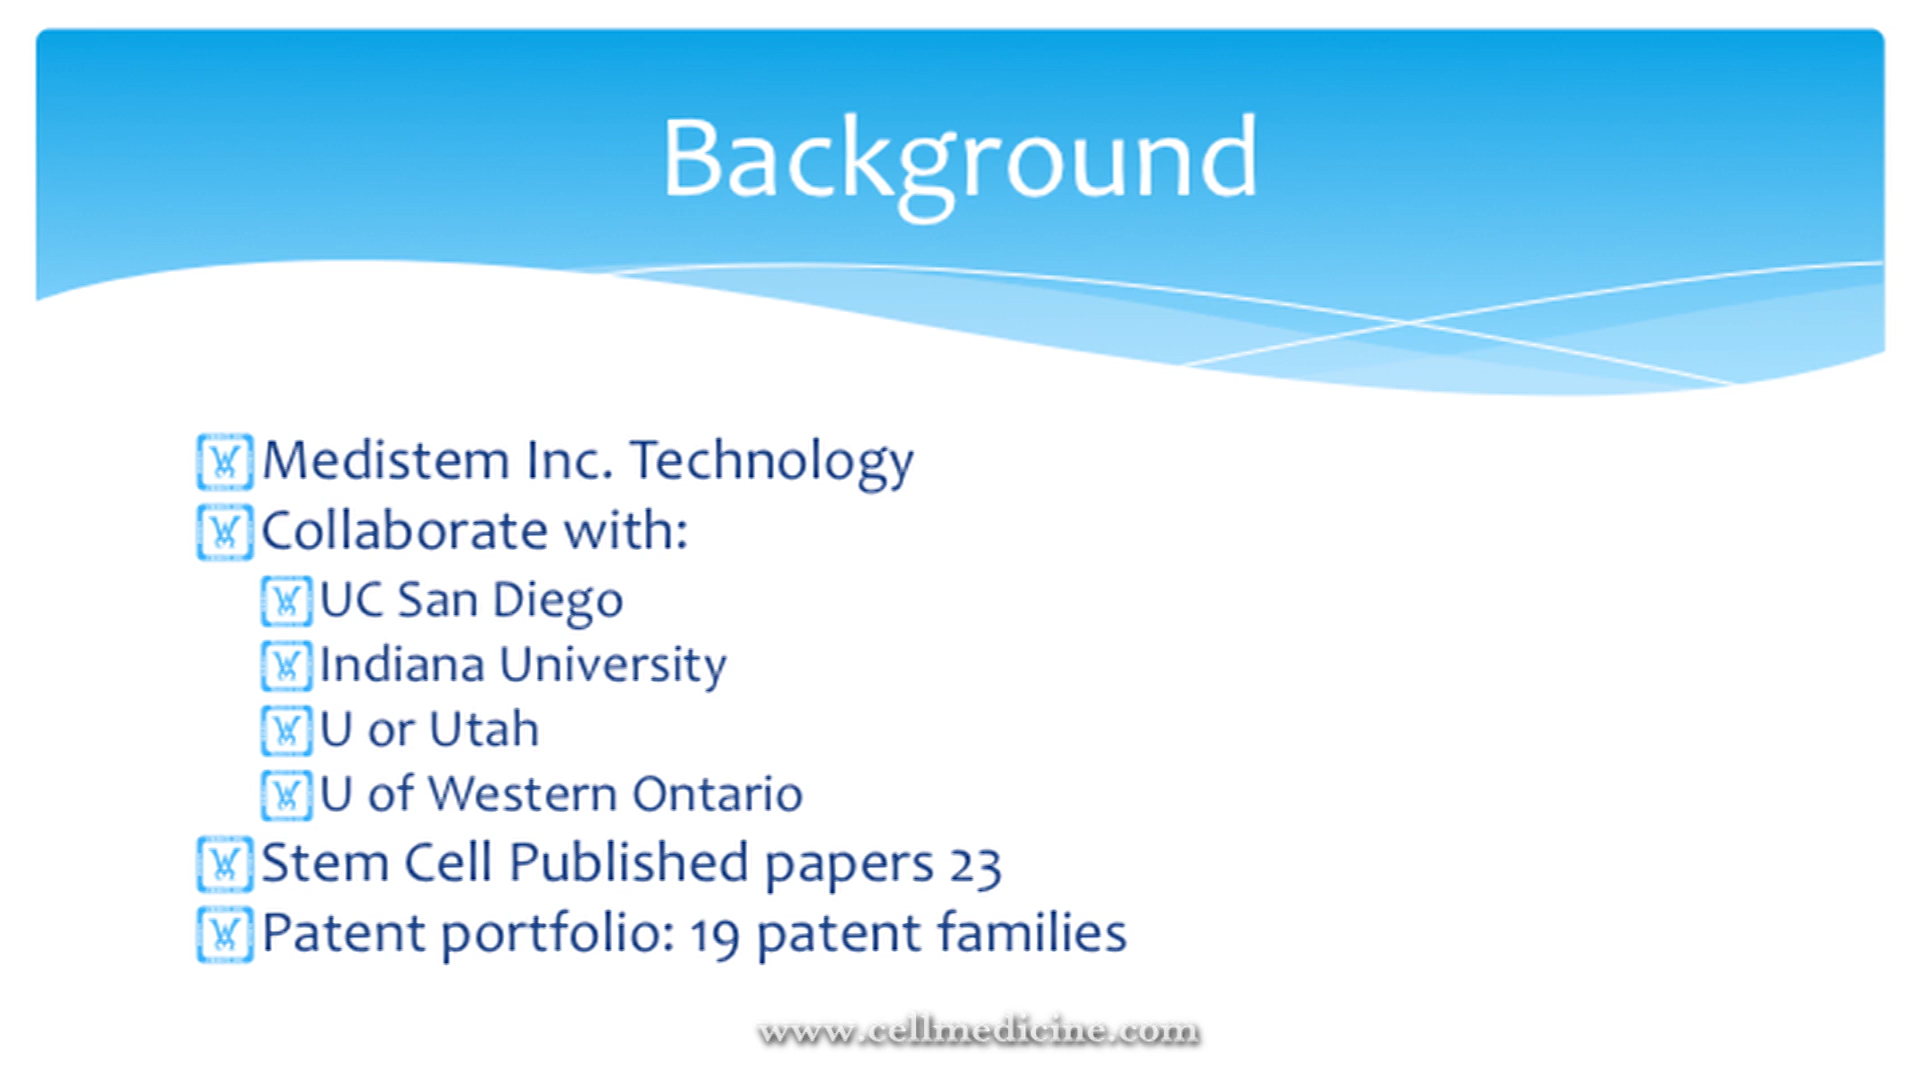 Background
Medistem Inc. Technology
Collaborate with:
UC San Diego
Indiana University
U or Utah
U of Western Ontario
Stem Cell Published papers 23
Patent portfolio: 19 patent families
www.cellmedicine.com